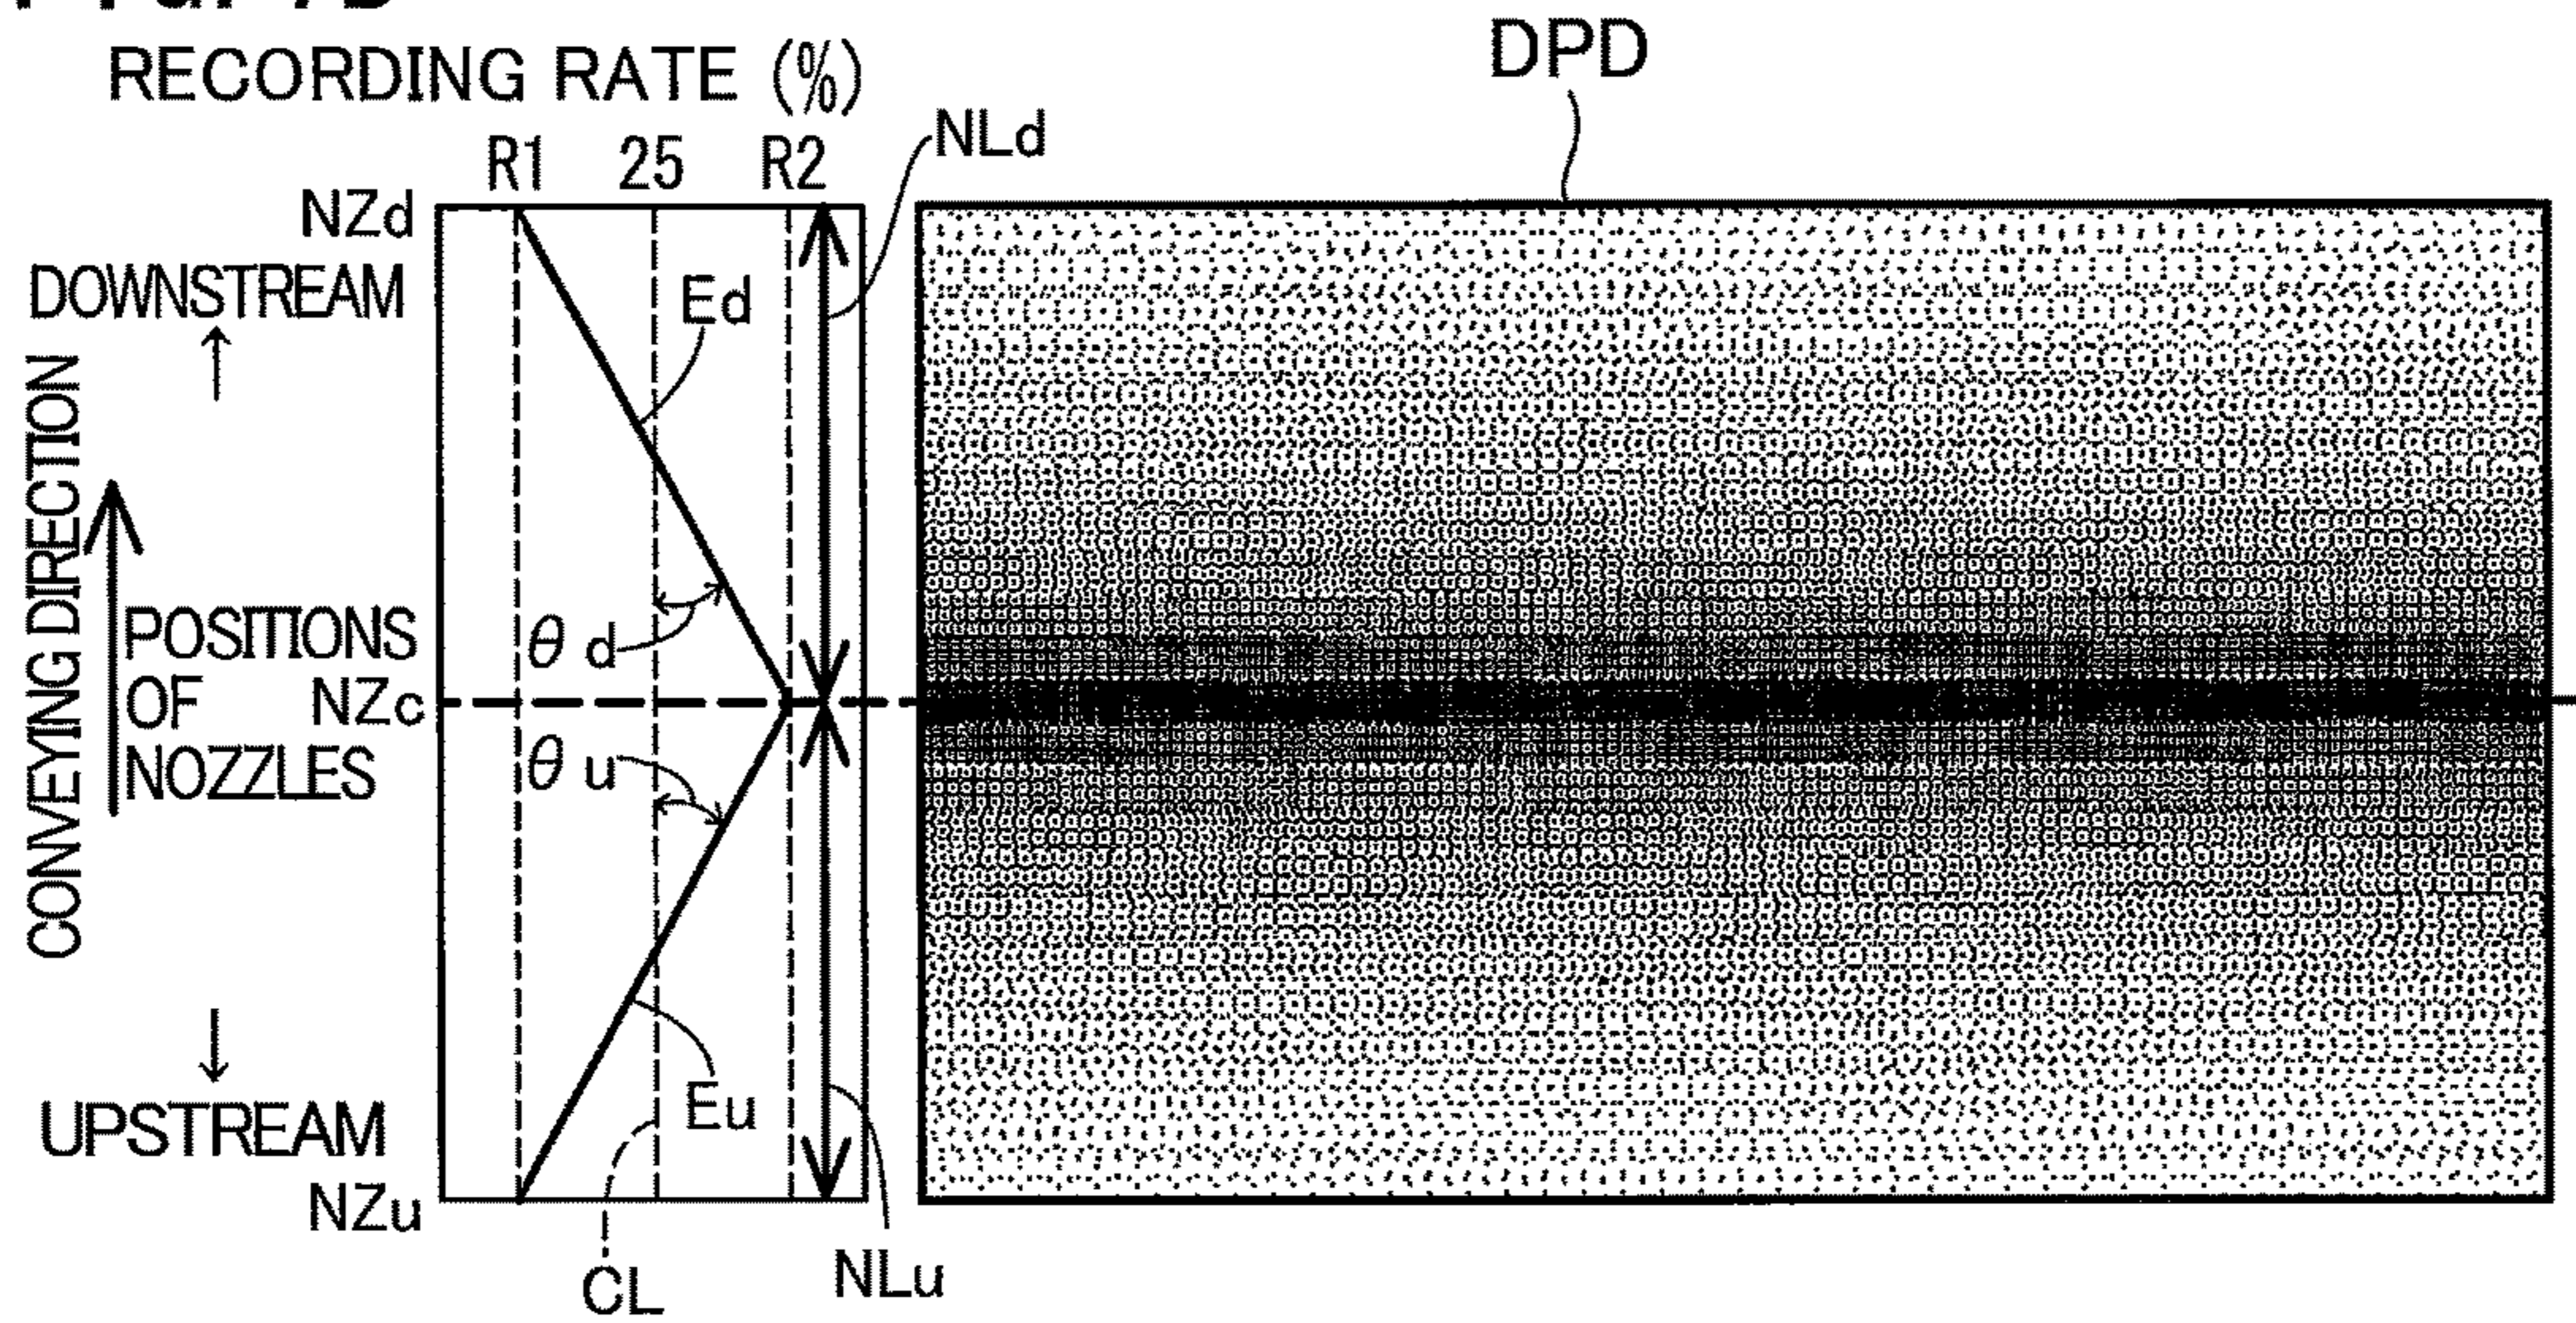 RECORDING RATE (%)
DPD
R1 25 R2
NLd
NZd
DOWNSTREAM
↑
Ed
CONVEYING DIRECTION
θ d
POSITIONS
OF
NOZZLES
NZc
θ u
↓
UPSTREAM
Eu
NZu
CL
NLu